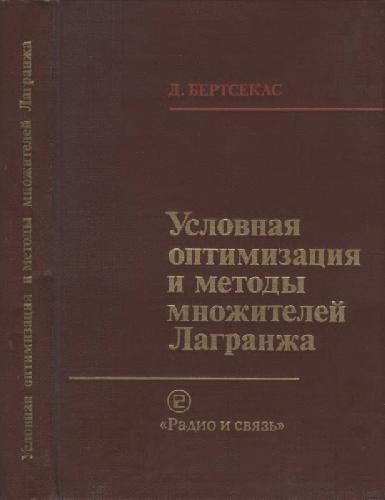 Условная оптимизация и методы множителей Лагранжа
Д. БЕРТСЕКАС
Условная
оптимизация
и методы
множителей
Лагранжа
«Радио и связь»